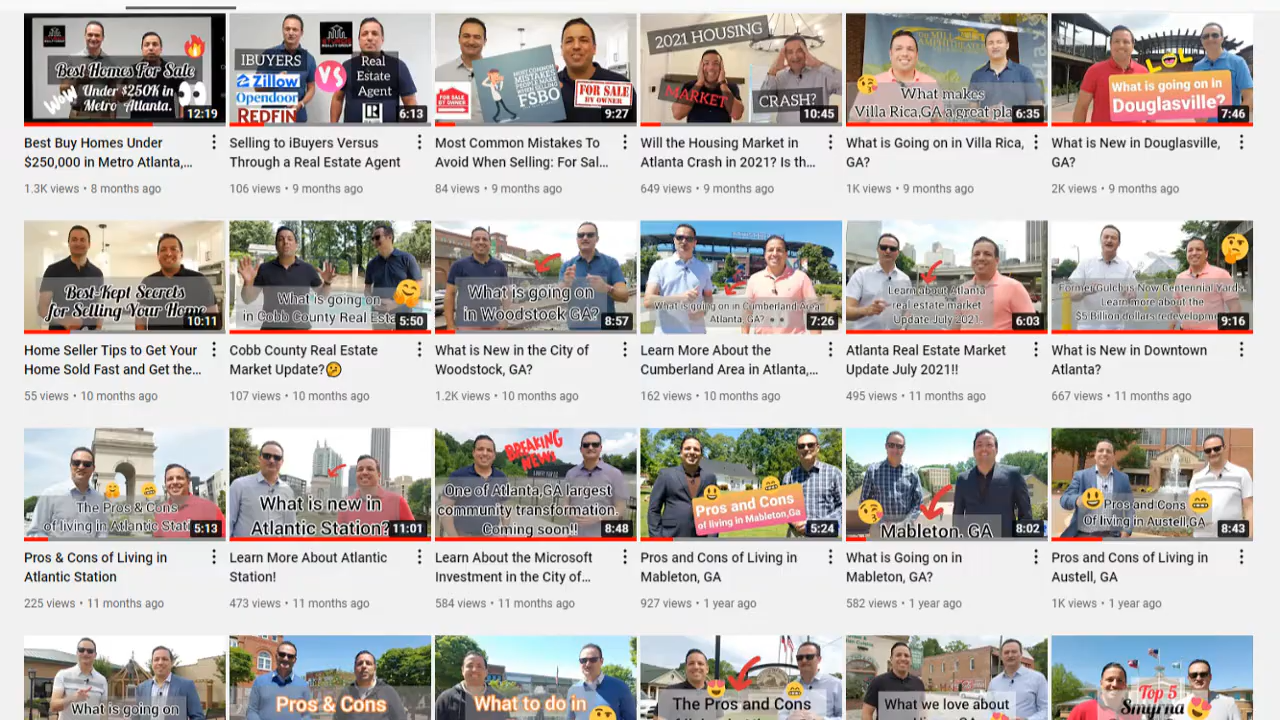 Best Homes For Sale
Under $250k in
Metro Atlanta.
WOW
12:19
Best Buy Homes Under
$250,000 in Metro Atlanta,...
1.3K views • 8 months ago
IBUYERS
Zillow
Opendoor
REDFIN
VS
Real
Estate
Agent
R
6:13
Selling to iBuyers Versus
Through a Real Estate Agent
106 views • 9 months ago
MOST COMMON
MISTAKES
PEOPLE MAKE
WHEN SELLING
FSBO
FOR SALE
BY OWNER
FOR SALE
BY OWNER
9:27
Most Common Mistakes To
Avoid When Selling: For Sal...
84 views • 9 months ago
2021 HOUSING
MARKET
CRASH?
10:45
Will the Housing Market in
Atlanta Crash in 2021? Is th...
649 views • 9 months ago
MILL
AMPHITHEATER
What makes
Villa Rica,GA a great pla
6:35
What is Going on in Villa Rica,
GA?
1K views • 9 months ago
LOL
What is going on in
Douglasville?
7:46
What is New in Douglasville,
GA?
2K views • 9 months ago
Best-Kept Secrets
for Selling Your Home
10:11
Home Seller Tips to Get Your
Home Sold Fast and Get the...
55 views • 10 months ago
What is going on
in Cobb County Real Esta
5:50
Cobb County Real Estate
Market Update?🫤
107 views • 10 months ago
What is going on
in Woodstock GA?
8:57
What is New in the City of
Woodstock, GA?
1.2K views • 10 months ago
What is going on in Cumberland Area
Atlanta, GA?
7:26
Learn More About the
Cumberland Area in Atlanta,...
162 views • 10 months ago
Learn about Atlanta
real estate market
Update July 2021.
6:03
Atlanta Real Estate Market
Update July 2021!!
495 views • 11 months ago
Former Gulch is Now Centennial Yards.
Learn more about the
$5 Billion dollars redevelopm
9:16
What is New in Downtown
Atlanta?
667 views • 11 months ago
The Pros & Cons
of living in Atlantic Stati
5:13
Pros & Cons of Living in
Atlantic Station
225 views • 11 months ago
What is new in
Atlantic Station?
11:01
Learn More About Atlantic
Station!
473 views • 11 months ago
BREAKING
NEWS!
One of Atlanta,GA largest
community transformation.
Coming soon!!
8:48
Learn About the Microsoft
Investment in the City of...
584 views • 11 months ago
Pros and Cons
of living in Mableton,Ga
5:24
Pros and Cons of Living in
Mableton, GA
927 views • 1 year ago
Mableton, GA
8:02
What is Going on in
Mableton, GA?
582 views • 1 year ago
Pros and Cons
Of living in Austell,GA
8:43
Pros and Cons of Living in
Austell, GA
1K views • 1 year ago
What is going on
Pros & Cons
What to do in
The Pros and Cons
What we love about
Top 5
Smyrna